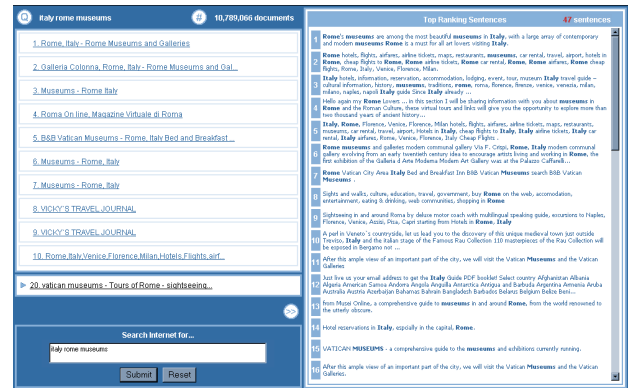 italy rome museums
# 10,789,066 documents
1. Rome, Italy - Rome Museums and Galleries
2. Galleria Colonna, Rome, Italy - Rome Museums and Gal...
3. Museums - Rome Italy
4. Roma On line, Magazine Virtuale di Roma
5. B&B Vatican Museums - Rome, Italy Bed and Breakfast ...
6. Museums - Rome, Italy
7. Museums - Rome, Italy
8. VICKY'S TRAVEL JOURNAL
9. VICKY'S TRAVEL JOURNAL
10. Rome,Italy,Venice,Florence,Milan,Hotels,Flights,airf...
20. vatican museums - Tours of Rome - sightseeing...
>>
Search Internet for...
italy rome museums
Submit Reset
Top Ranking Sentences 47 sentences
1 Rome's museums are among the most beautiful museums in Italy, with a large array of contemporary
and modern museums Rome is a must for all art lovers visiting Italy.
2 Rome hotels, flights, airfares, airline tickets, maps, restaurants, museums, car rental, travel, airport, hotels in
Rome, cheap flights to Rome, Rome airline tickets, Rome car rental, Rome, Rome airfares, Rome cheap
flights, Rome, Italy, Venice, Florence, Milan.
3 Italy hotels, information, reservation, accommodation, lodging, event, tour, museum Italy travel guide -
cultural information, history, museums, traditions, rome, roma, florence, firenze, venice, venezia, milan,
milano, naples, napoli Italy guide Since Italy already ...
4 Hello again my Rome Lovers ... in this section I will be sharing information with you about museums in
Rome and the Roman Culture, these virtual tours and links will give you the opportunity to explore more than
two thousand years of ancient history...
5 Italy, Rome, Florence, Venice, Florence, Milan hotels, flights, airfares, airline tickets, maps, restaurants,
museums, car rental, travel, airport, Hotels in Italy, cheap flights to Italy, Italy airline tickets, Italy car
rental, Italy airfares, Rome, Venice, Florence, Italy Cheap Flights .
6 Rome museums and galleries modern communal gallery Via F. Crispi, Rome, Italy modern communal
gallery evolving from an early twentieth century idea to encourage artists living and working in Rome, the
first exhibition of the Galleria d Arte Moderna Modern Art Gallery was at the Palazzo Caffarelli...
7 Rome Vatican City Area Italy Bed and Breakfast Inn B&B Vatican Museums search B&B Vatican
Museums .
8 Sights and walks, culture, education, travel, government, buy Rome on the web, accomodation,
entertainment, eating & drinking, web communities, shopping in Rome
9 Sightseeing in and around Rome by deluxe motor coach with multilingual speaking guide, excursions to Naples,
Florence, Venice, Assisi, Pisa, Capri starting from Hotels in Rome, Italy
10 A perl in Veneto's countryside, let us lead you to the discovery of this unique medieval town just outside
Treviso. Italy and the italian stage of the Famous Rau Collection 110 masterpieces of the Rau Collection will
be exposed in Bergamo not ...
11 After this ample view of an important part of the city, we will visit the Vatican Museums and the Vatican
Galleries
12 Just live us your email address to get the Italy Guide PDF booklet! Select country Afghanistan Albania
Algeria American Samoa Andorra Angola Anguilla Antarctica Antigua and Barbuda Argentina Armenia Aruba
Australia Austria Azerbaijan Bahamas Bahrain Bangladesh Barbados Belarus Belgium Belize Beni...
13 from Musei Online, a comprehensive guide to museums in and around Rome, from the world renowned to
the utterly obscure.
14 Hotel reservations in Italy, espcially in the capital, Rome.
15 VATICAN MUSEUMS - a comprehensive guide to the museums and exhibitions currently running.
16 After this ample view of an important part of the city, we will visit the Vatican Museums and the Vatican
Galleries.